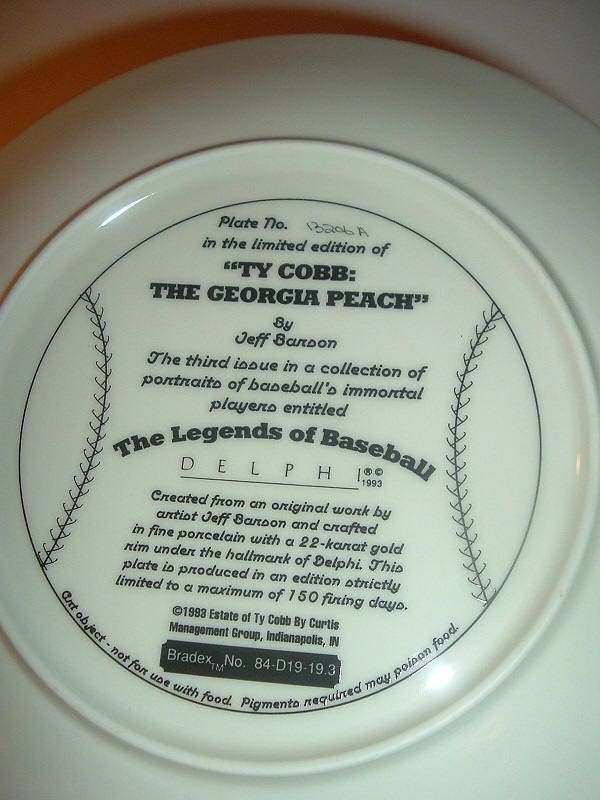 Plate No. 13206 A
in the limited edition of
“TY COBB:
THE GEORGIA PEACH”
By
Jeff Barson
The third issue in a collection of
portraits of baseball's immortal
players entitled
The Legends of Baseball
DELPHI®©
1993
Created from an original work by
artist Jeff Barson and crafted
in fine porcelain with a 22-karat gold
rim under the hallmark of Delphi. This
plate is produced in an edition strictly
limited to a maximum of 150 firing days.
©1993 Estate of Ty Cobb By Curtis
Management Group, Indianapolis, IN
Bradex TM No. 84-D19-19.3
Art object - not for use with food. Pigments required may poison food.